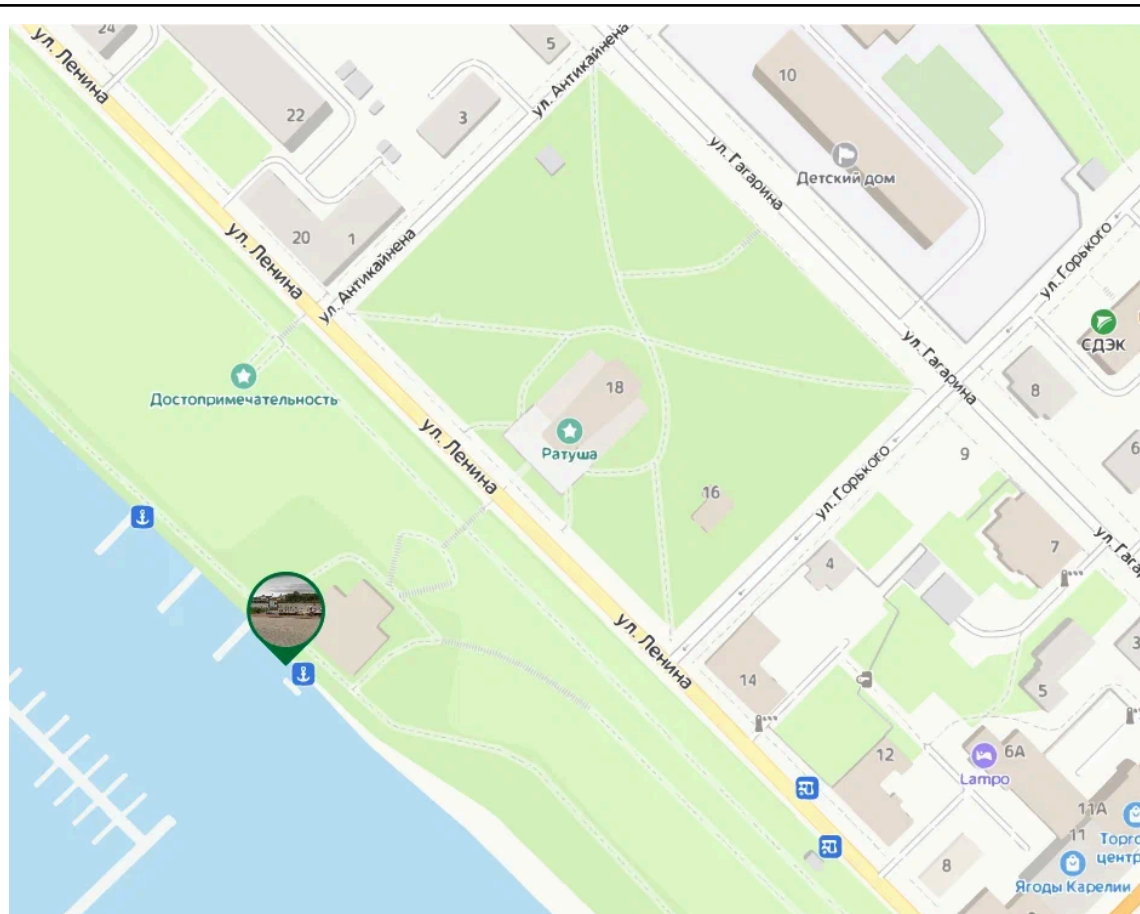 24
5
ул. Ленина
ул. Антикайнена
22
3
10
ул. Гагарина
Детский дом
20
1
ул. Ленина
ул. Антикайнена
ул. Горького
СДЭК
ул. Гагарина
Достопримечательность
18
8
Ратуша
ул. Ленина
9
6
16
ул. Горького
7
ул. Гага
4
ул. Ленина
14
3
5
12
6А
Lampo
11А
11
Торго
центр
8
Ягоды Карелии